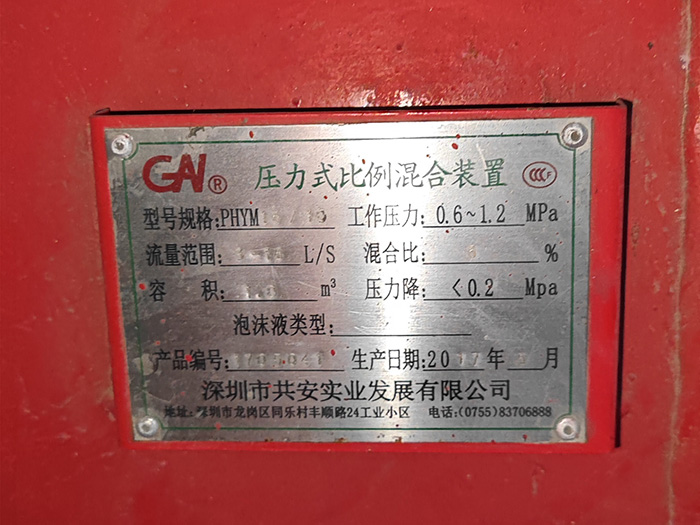 GAI® 压力式比例混合装置 CCCF
型号规格:PHYM 工作压力:0.6~1.2 MPa
流量范围: L/S 混合比: %
容 积: m³ 压力降: <0.2 Mpa
泡沫液类型:
产品编号: 生产日期:20 年 月
深圳市共安实业发展有限公司
地址:深圳市龙岗区同乐村丰顺路24工业小区 电话:(0755)83706888